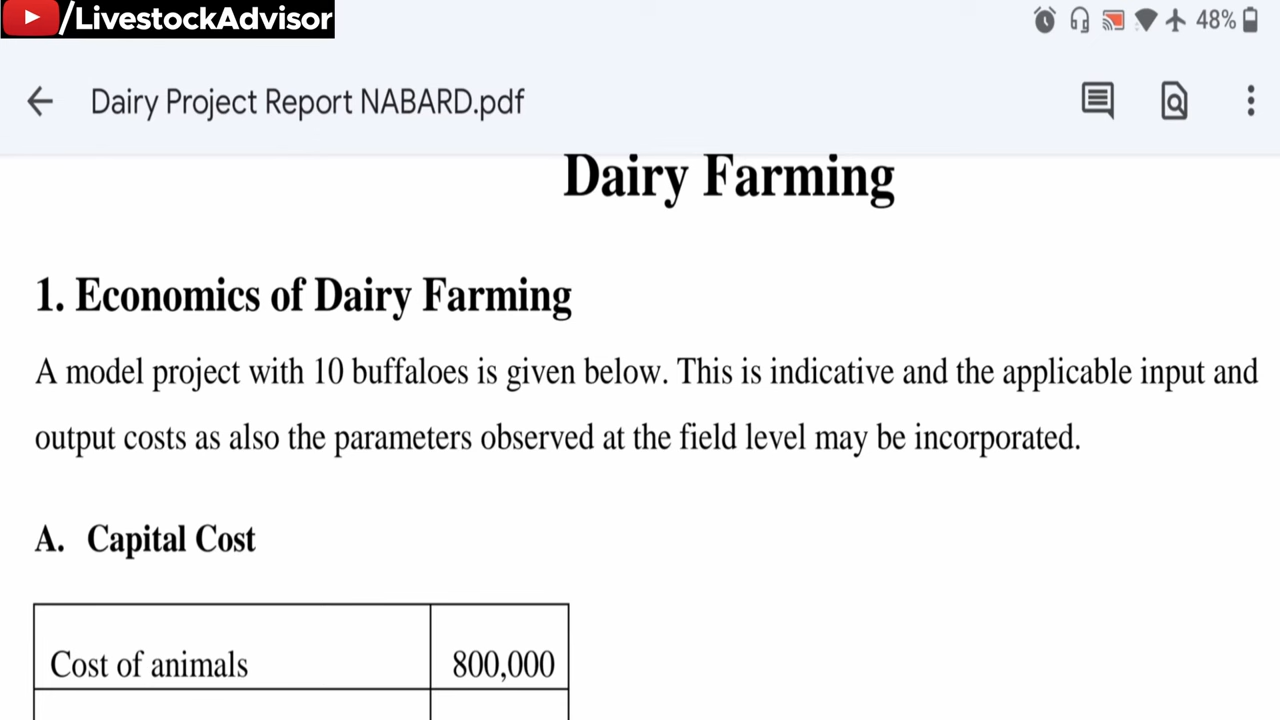 /LivestockAdvisor
48%
Dairy Project Report NABARD.pdf
Dairy Farming
1. Economics of Dairy Farming
A model project with 10 buffaloes is given below. This is indicative and the applicable input and
output costs as also the parameters observed at the field level may be incorporated.
A. Capital Cost
Cost of animals 800,000